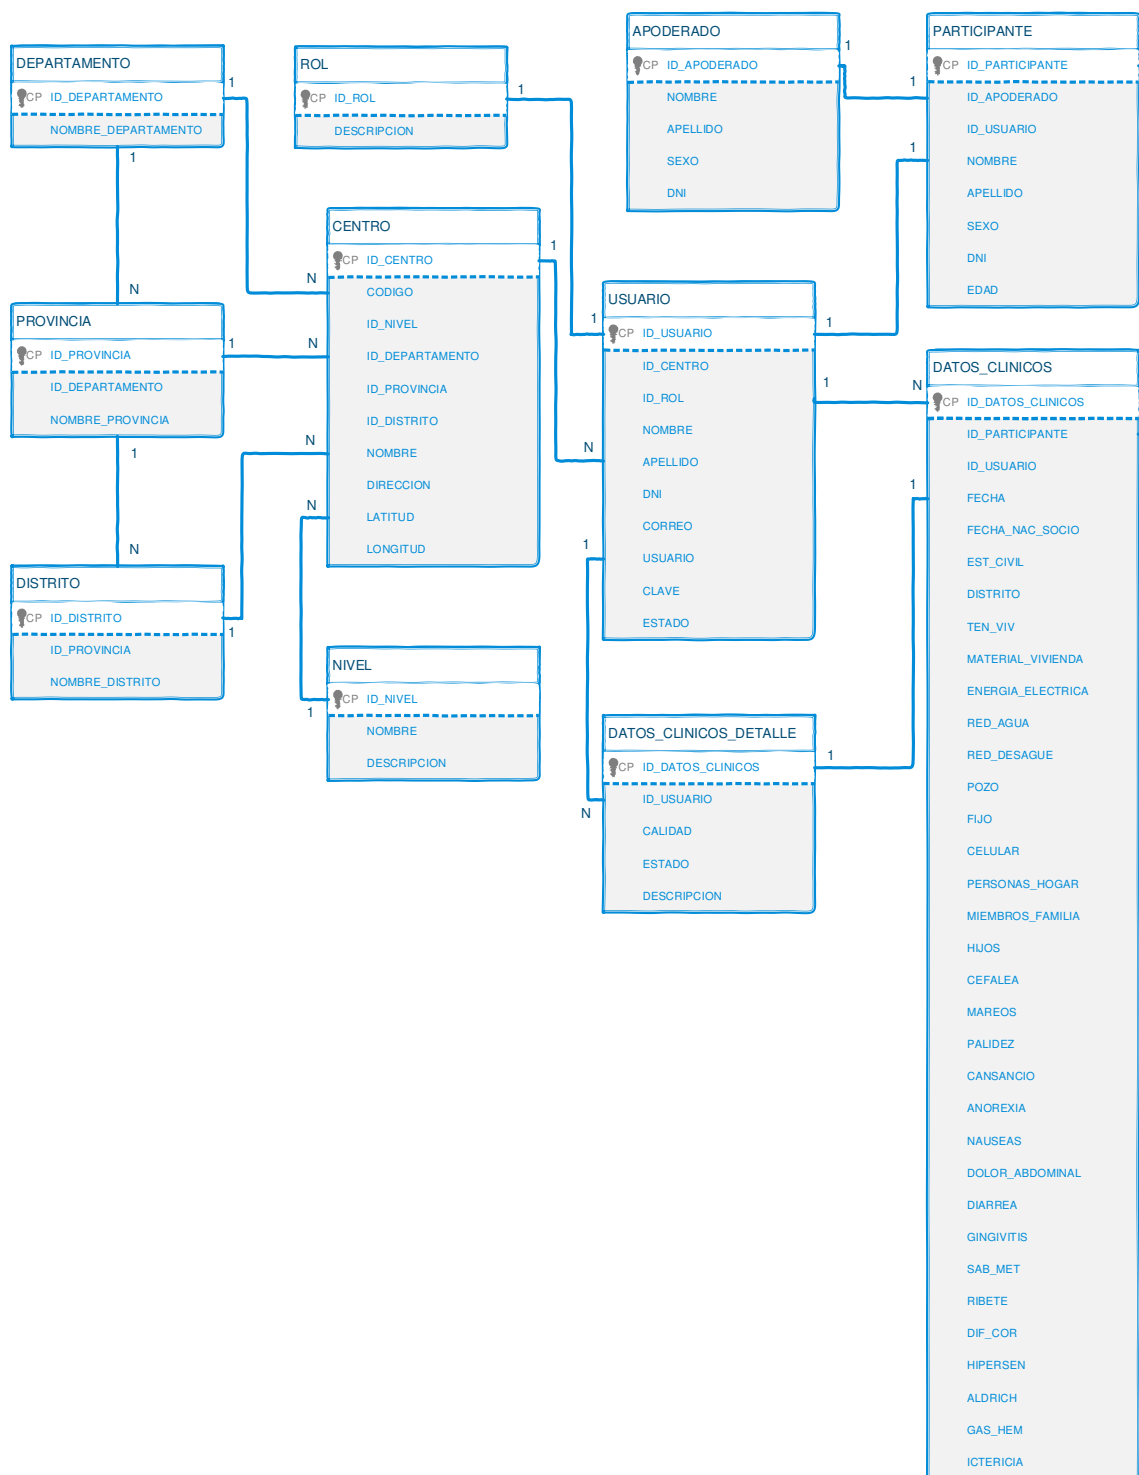 DEPARTAMENTO
CP ID_DEPARTAMENTO
NOMBRE_DEPARTAMENTO
1
1
N
PROVINCIA
CP ID_PROVINCIA
ID_DEPARTAMENTO
NOMBRE_PROVINCIA
1
1
N
DISTRITO
CP ID_DISTRITO
ID_PROVINCIA
NOMBRE_DISTRITO
1
ROL
CP ID_ROL
DESCRIPCION
1
CENTRO
CP ID_CENTRO
CODIGO
ID_NIVEL
ID_DEPARTAMENTO
ID_PROVINCIA
ID_DISTRITO
NOMBRE
DIRECCION
LATITUD
LONGITUD
1
N
N
N
N
NIVEL
CP ID_NIVEL
NOMBRE
DESCRIPCION
1
APODERADO
CP ID_APODERADO
NOMBRE
APELLIDO
SEXO
DNI
1
USUARIO
CP ID_USUARIO
ID_CENTRO
ID_ROL
NOMBRE
APELLIDO
DNI
CORREO
USUARIO
CLAVE
ESTADO
1
1
1
N
1
DATOS_CLINICOS_DETALLE
CP ID_DATOS_CLINICOS
ID_USUARIO
CALIDAD
ESTADO
DESCRIPCION
1
N
PARTICIPANTE
CP ID_PARTICIPANTE
ID_APODERADO
ID_USUARIO
NOMBRE
APELLIDO
SEXO
DNI
EDAD
1
1
DATOS_CLINICOS
CP ID_DATOS_CLINICOS
ID_PARTICIPANTE
ID_USUARIO
FECHA
FECHA_NAC_SOCIO
EST_CIVIL
DISTRITO
TEN_VIV
MATERIAL_VIVIENDA
ENERGIA_ELECTRICA
RED_AGUA
RED_DESAGUE
POZO
FIJO
CELULAR
PERSONAS_HOGAR
MIEMBROS_FAMILIA
HIJOS
CEFALEA
MAREOS
PALIDEZ
CANSANCIO
ANOREXIA
NAUSEAS
DOLOR_ABDOMINAL
DIARREA
GINGIVITIS
SAB_MET
RIBETE
DIF_COR
HIPERSEN
ALDRICH
GAS_HEM
ICTERICIA
N
1